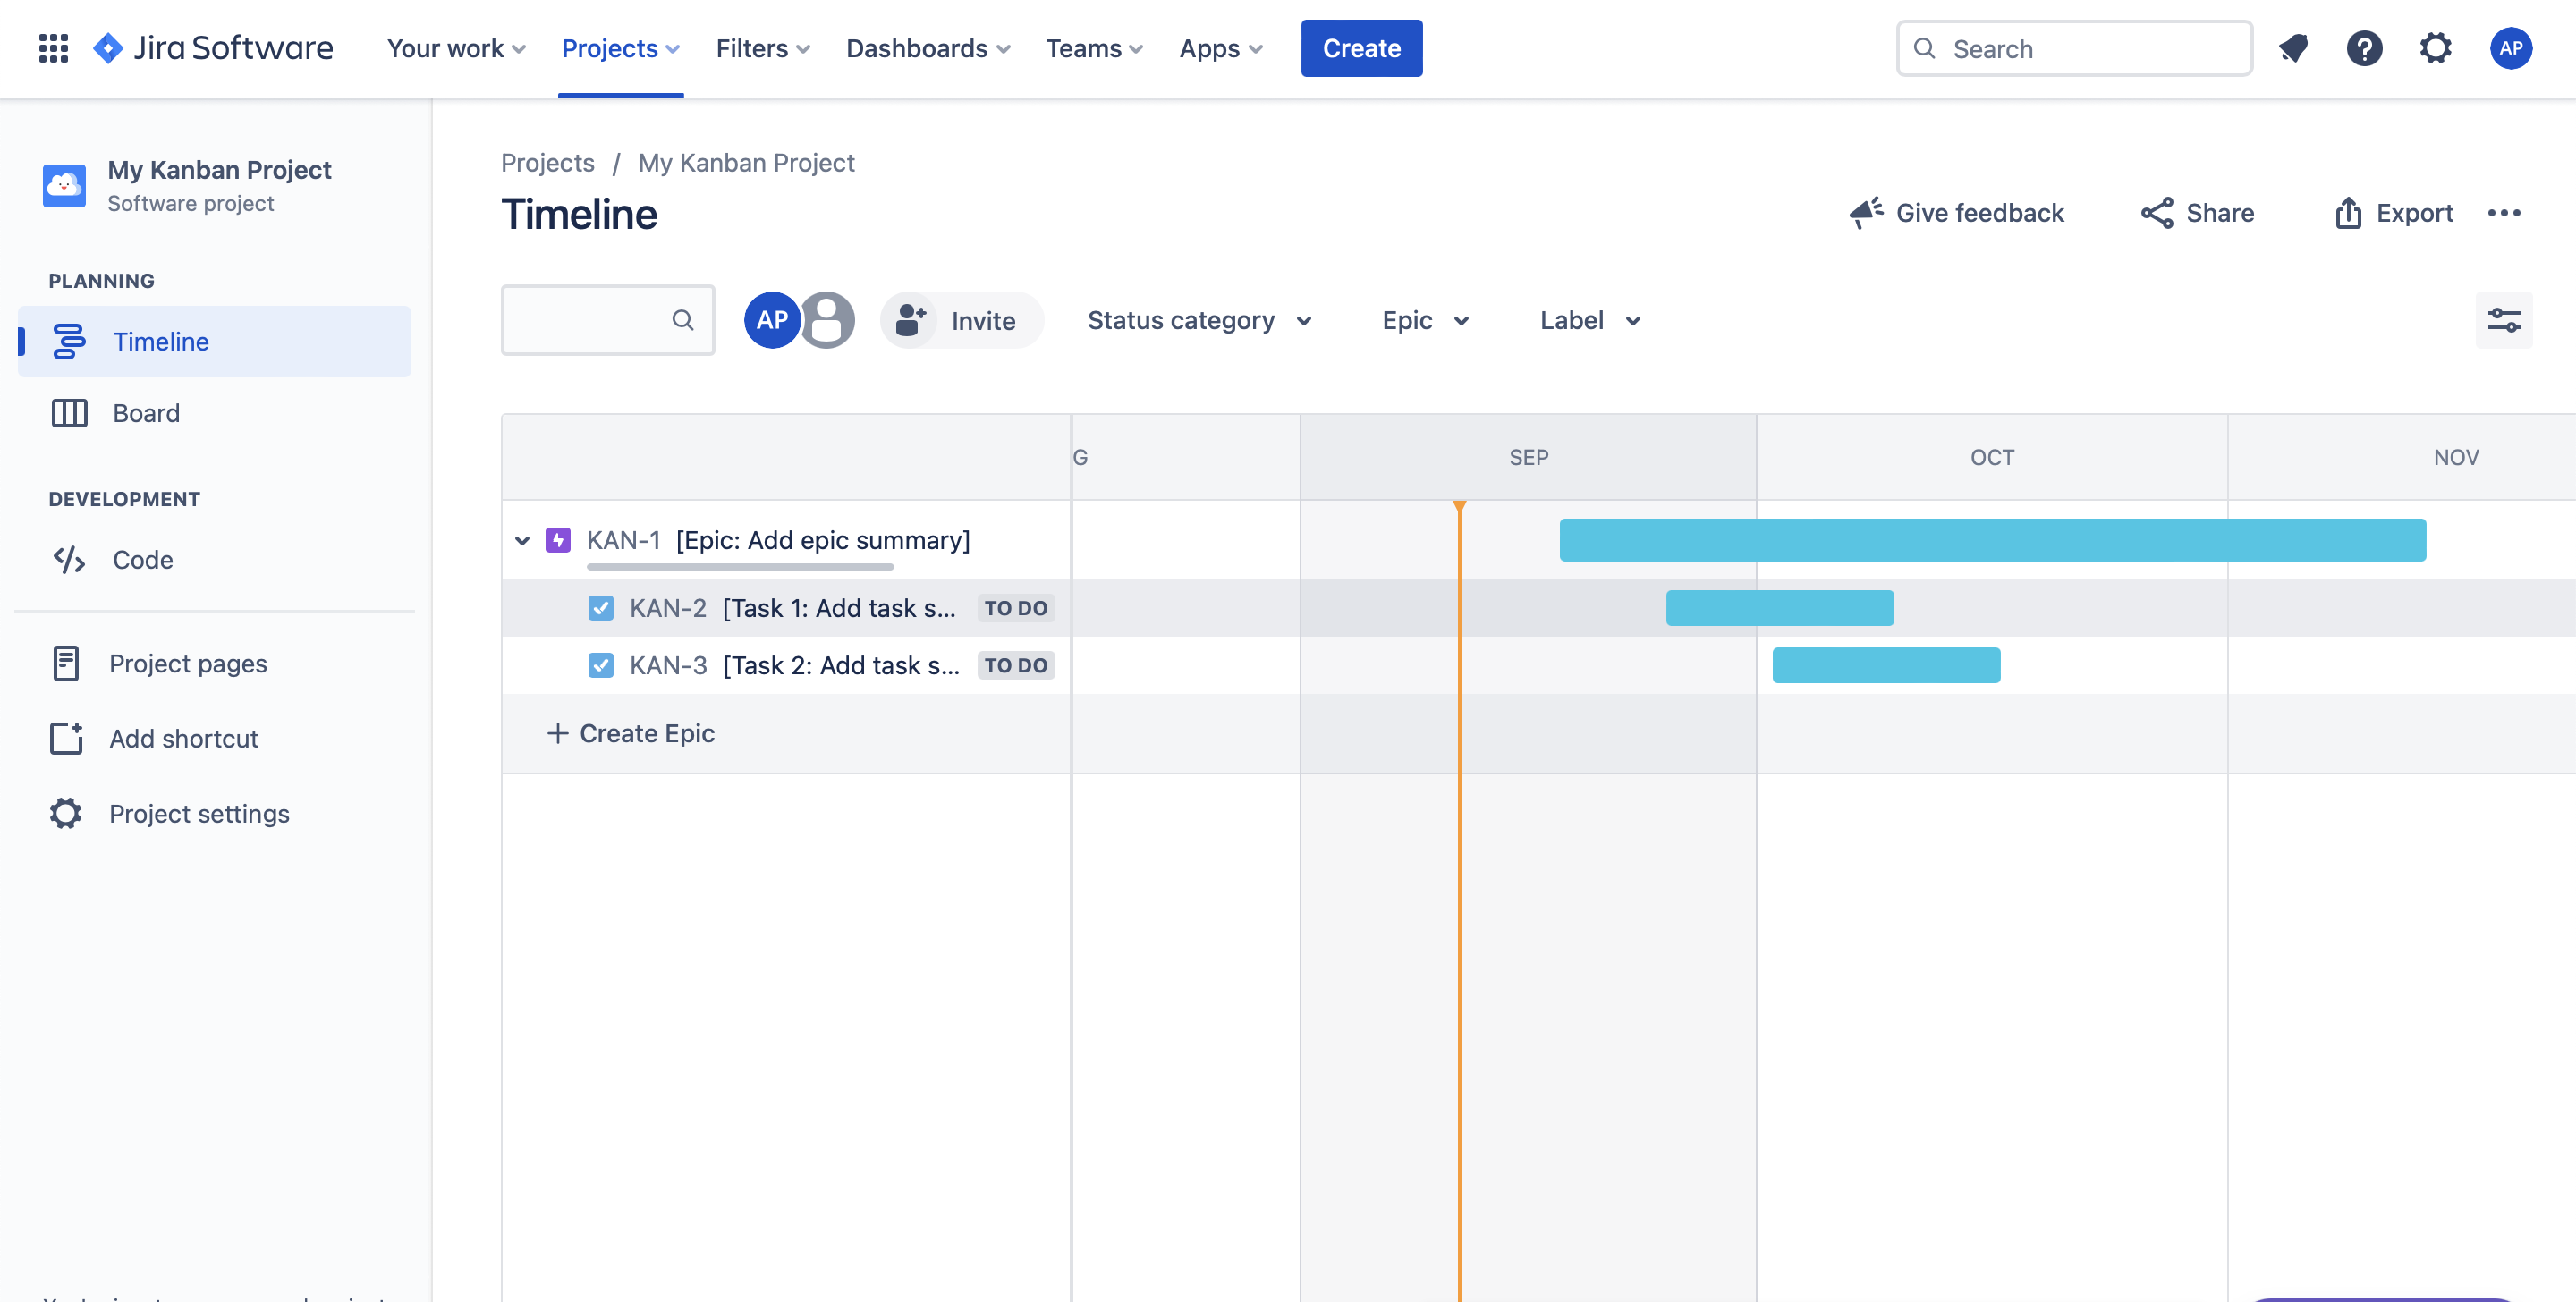 Jira Software
Your work
Projects
Filters
Dashboards
Teams
Apps
Create
Search
AP
My Kanban Project
Software project
PLANNING
Timeline
Board
DEVELOPMENT
Code
Project pages
Add shortcut
Project settings
Projects / My Kanban Project
Timeline
Give feedback
Share
Export
AP
Invite
Status category
Epic
Label
G
SEP
OCT
NOV
KAN-1 [Epic: Add epic summary]
KAN-2 [Task 1: Add task s... TO DO
KAN-3 [Task 2: Add task s... TO DO
+ Create Epic